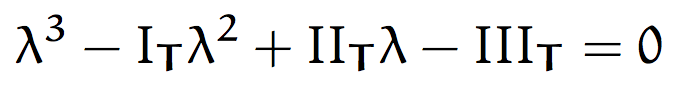 λ³ − I_T λ² + II_T λ − III_T = 0